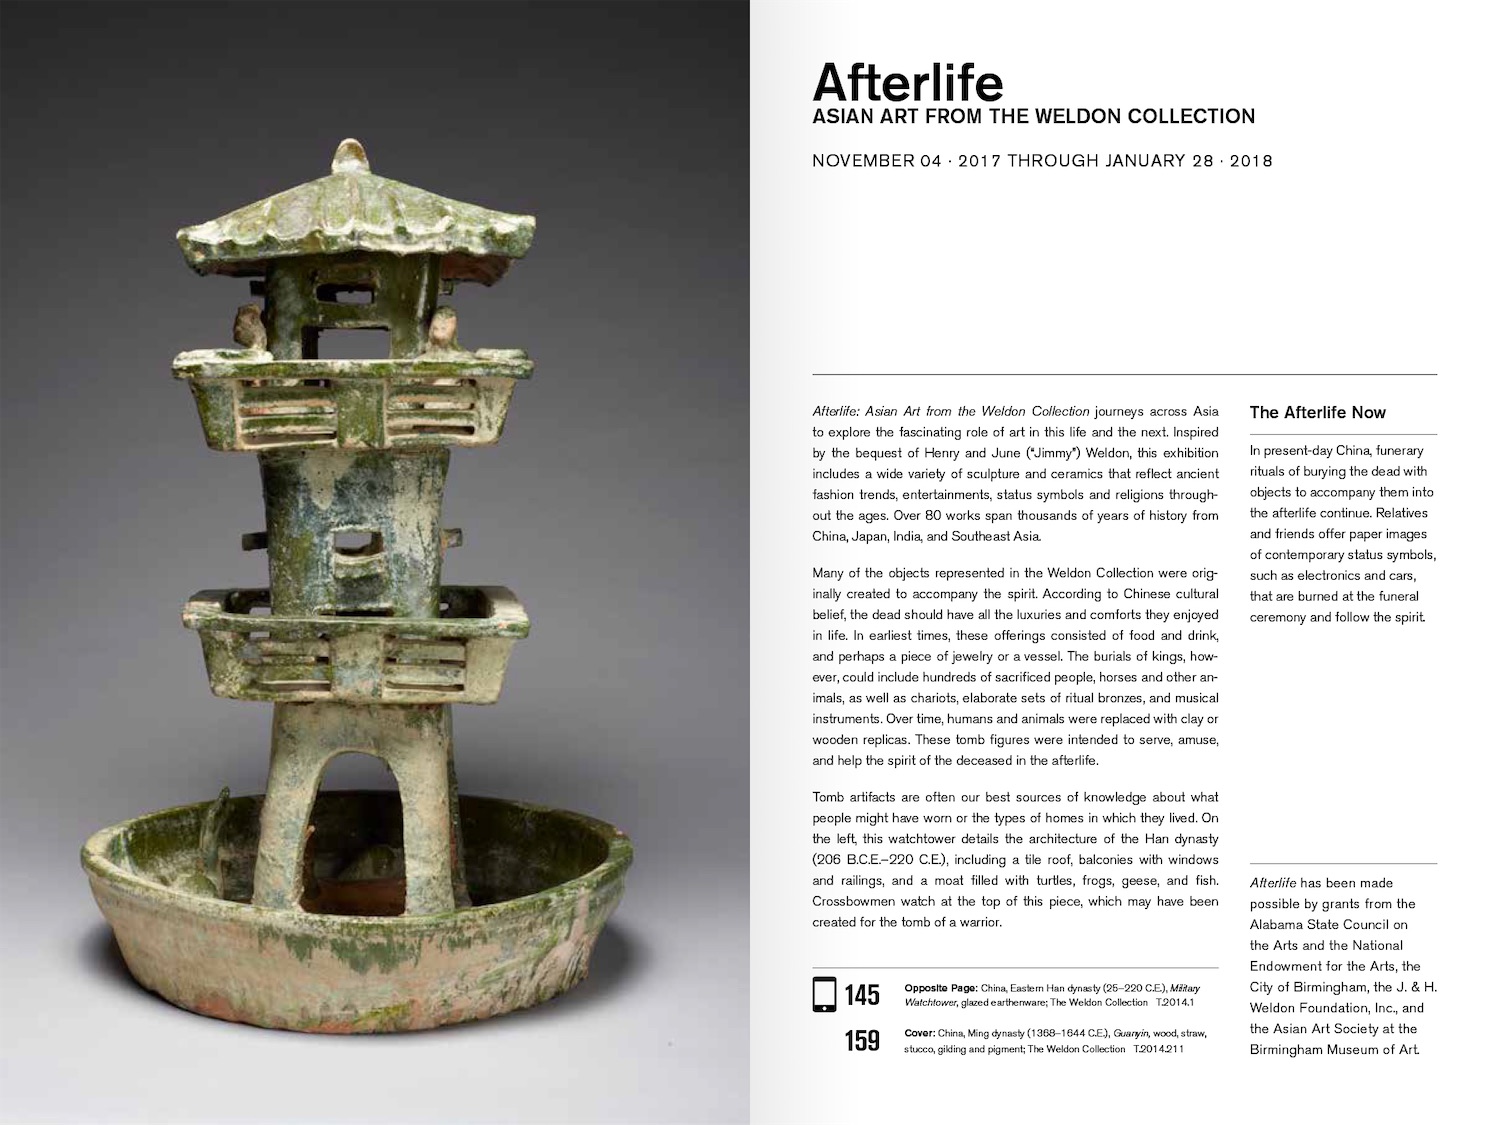 Afterlife
ASIAN ART FROM THE WELDON COLLECTION
NOVEMBER 04 · 2017 THROUGH JANUARY 28 · 2018
Afterlife: Asian Art from the Weldon Collection journeys across Asia
to explore the fascinating role of art in this life and the next. Inspired
by the bequest of Henry and June (“Jimmy”) Weldon, this exhibition
includes a wide variety of sculpture and ceramics that reflect ancient
fashion trends, entertainments, status symbols and religions through-
out the ages. Over 80 works span thousands of years of history from
China, Japan, India, and Southeast Asia.
Many of the objects represented in the Weldon Collection were orig-
inally created to accompany the spirit. According to Chinese cultural
belief, the dead should have all the luxuries and comforts they enjoyed
in life. In earliest times, these offerings consisted of food and drink,
and perhaps a piece of jewelry or a vessel. The burials of kings, how-
ever, could include hundreds of sacrificed people, horses and other an-
imals, as well as chariots, elaborate sets of ritual bronzes, and musical
instruments. Over time, humans and animals were replaced with clay or
wooden replicas. These tomb figures were intended to serve, amuse,
and help the spirit of the deceased in the afterlife.
Tomb artifacts are often our best sources of knowledge about what
people might have worn or the types of homes in which they lived. On
the left, this watchtower details the architecture of the Han dynasty
(206 B.C.E.–220 C.E.), including a tile roof, balconies with windows
and railings, and a moat filled with turtles, frogs, geese, and fish.
Crossbowmen watch at the top of this piece, which may have been
created for the tomb of a warrior.
145
Opposite Page: China, Eastern Han dynasty (25–220 C.E.), Military
Watchtower, glazed earthenware; The Weldon Collection T.2014.1
159
Cover: China, Ming dynasty (1368–1644 C.E.), Guanyin, wood, straw,
stucco, gilding and pigment; The Weldon Collection T.2014.211
The Afterlife Now
In present-day China, funerary
rituals of burying the dead with
objects to accompany them into
the afterlife continue. Relatives
and friends offer paper images
of contemporary status symbols,
such as electronics and cars,
that are burned at the funeral
ceremony and follow the spirit.
Afterlife has been made
possible by grants from the
Alabama State Council on
the Arts and the National
Endowment for the Arts, the
City of Birmingham, the J. & H.
Weldon Foundation, Inc., and
the Asian Art Society at the
Birmingham Museum of Art.